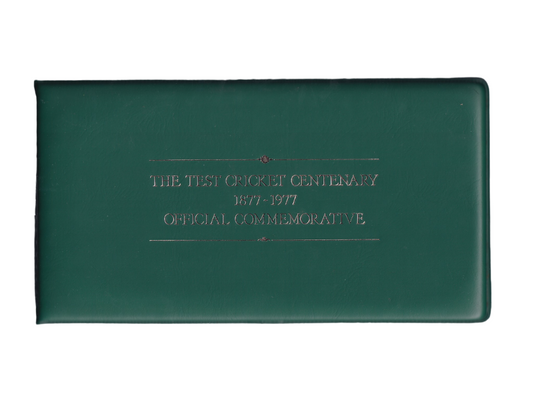 THE TEST CRICKET CENTENARY
1877-1977
OFFICIAL COMMEMORATIVE